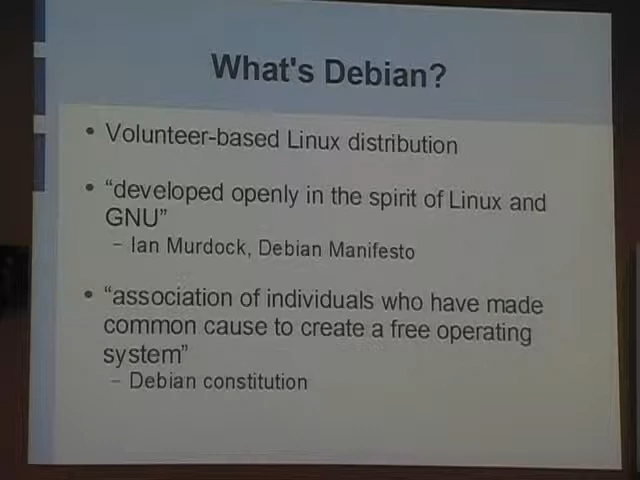 What's Debian?
• Volunteer-based Linux distribution
• “developed openly in the spirit of Linux and
GNU”
– Ian Murdock, Debian Manifesto
• “association of individuals who have made
common cause to create a free operating
system”
– Debian constitution